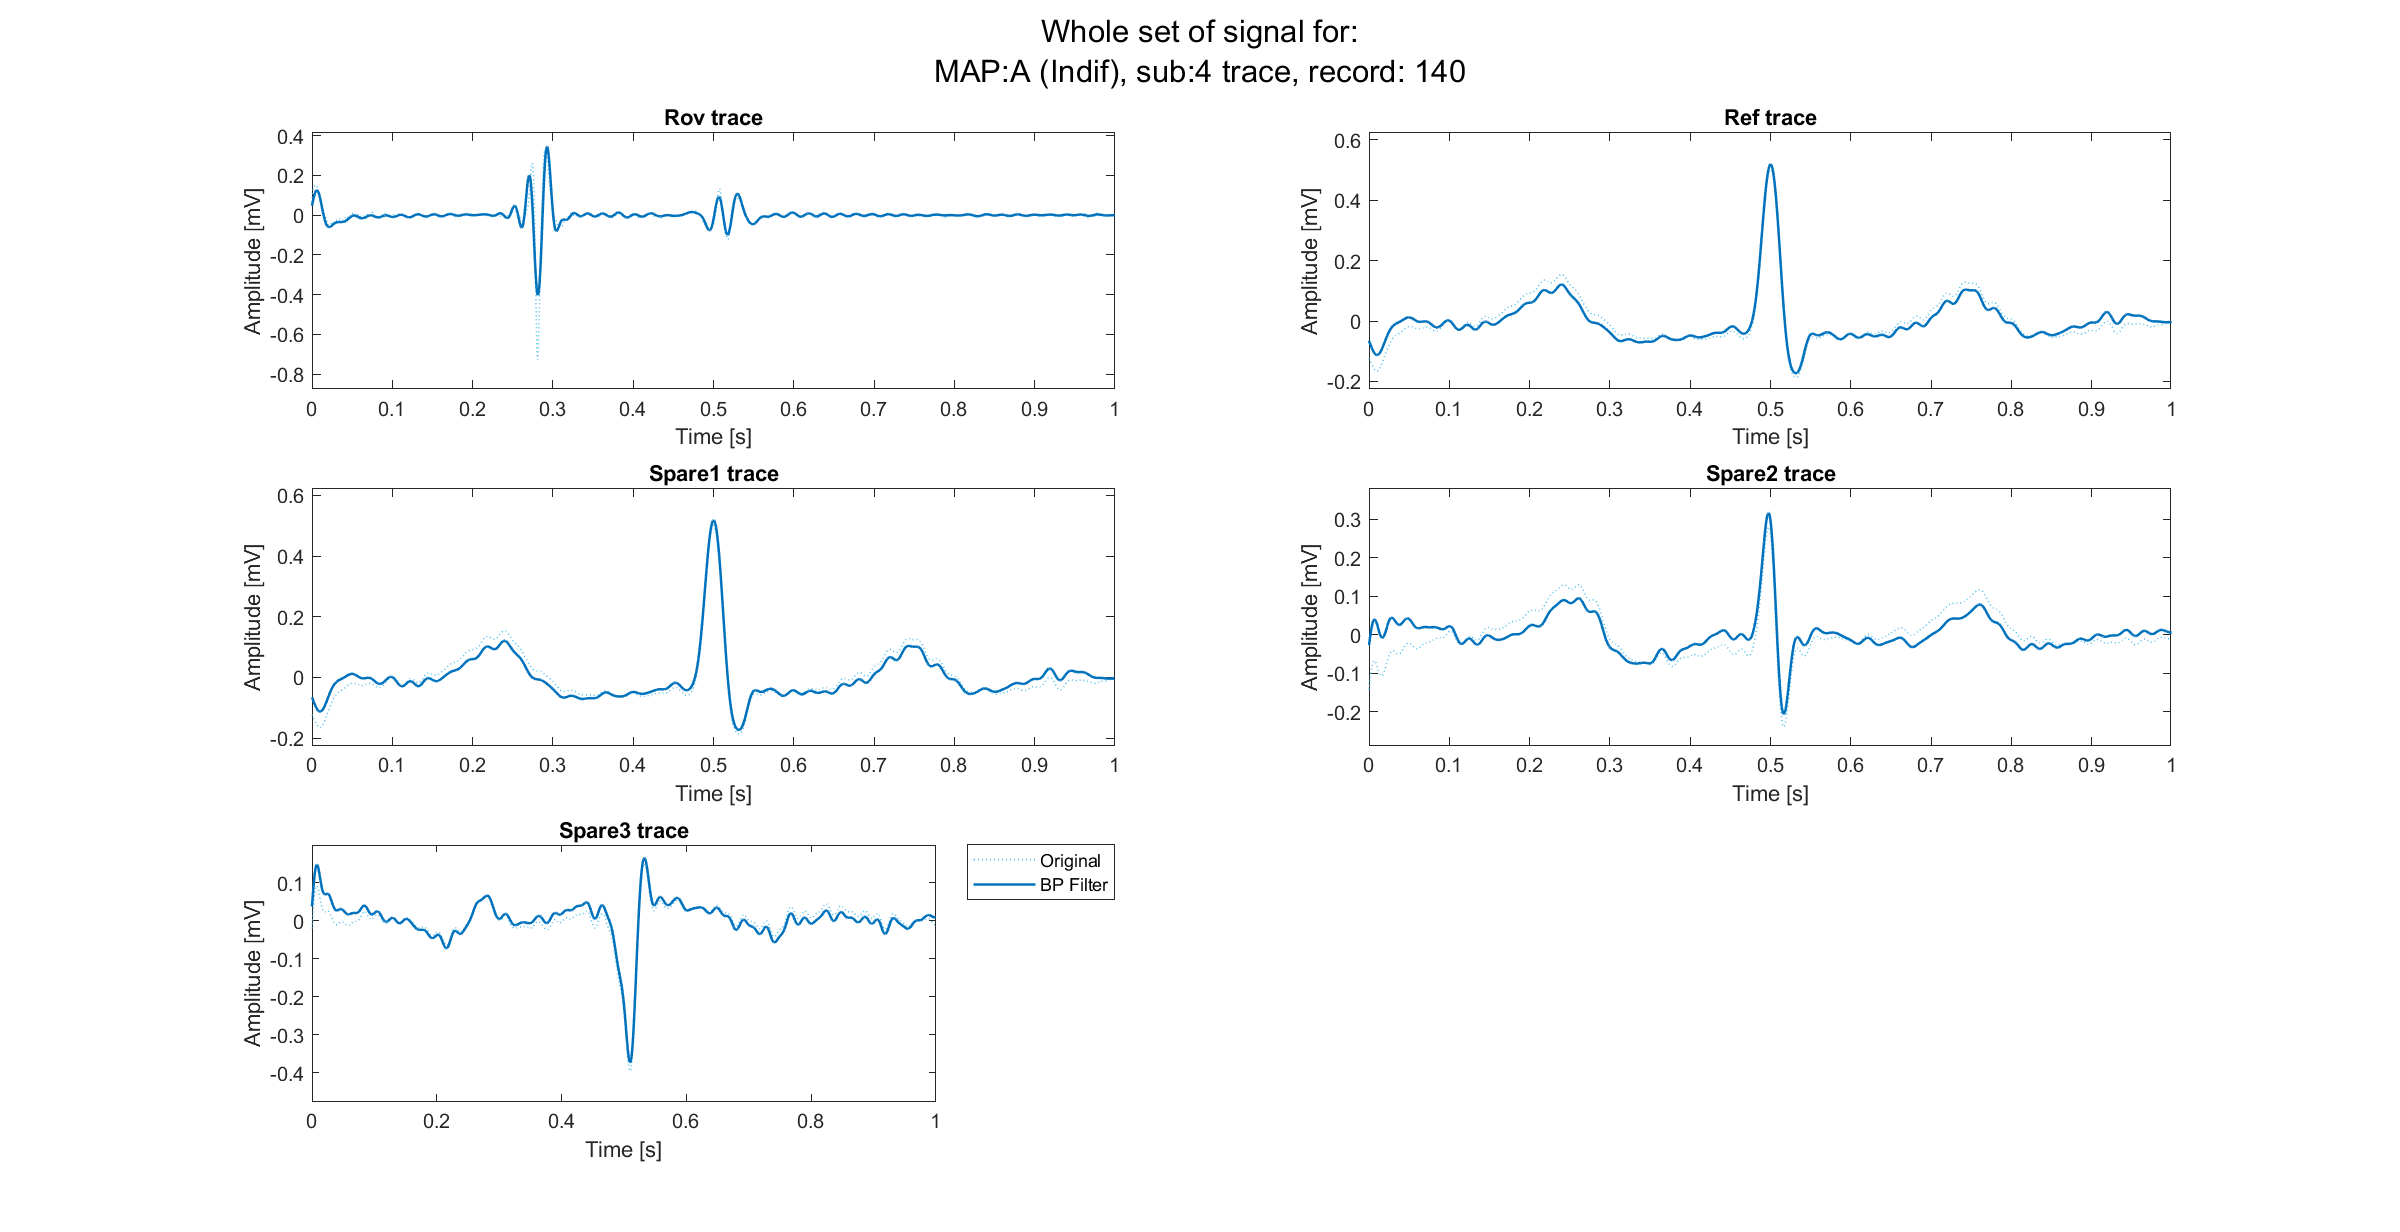 Whole set of signal for:
MAP:A (Indif), sub:4 trace, record: 140
Rov trace
Amplitude [mV]
0.4
0.2
0
-0.2
-0.4
-0.6
-0.8
0 0.1 0.2 0.3 0.4 0.5 0.6 0.7 0.8 0.9 1
Time [s]
Ref trace
Amplitude [mV]
0.6
0.4
0.2
0
-0.2
0 0.1 0.2 0.3 0.4 0.5 0.6 0.7 0.8 0.9 1
Time [s]
Spare1 trace
Amplitude [mV]
0.6
0.4
0.2
0
-0.2
0 0.1 0.2 0.3 0.4 0.5 0.6 0.7 0.8 0.9 1
Time [s]
Spare2 trace
Amplitude [mV]
0.3
0.2
0.1
0
-0.1
-0.2
0 0.1 0.2 0.3 0.4 0.5 0.6 0.7 0.8 0.9 1
Time [s]
Spare3 trace
Amplitude [mV]
0.1
0
-0.1
-0.2
-0.3
-0.4
0 0.2 0.4 0.6 0.8 1
Time [s]
Original
BP Filter